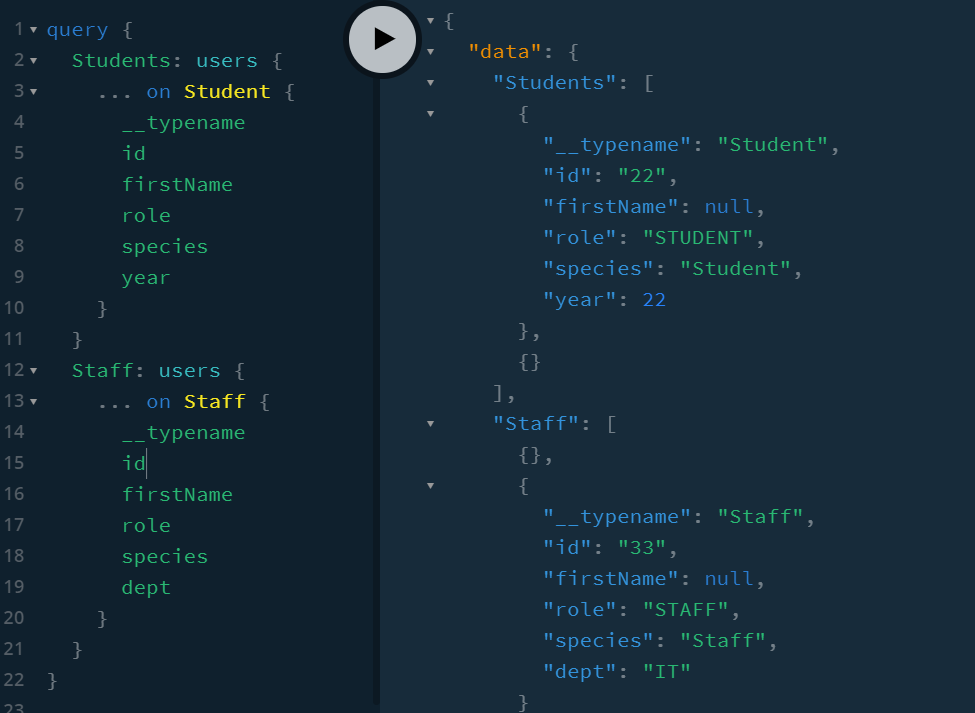 1 query {
2 Students: users {
3 ... on Student {
4 __typename
5 id
6 firstName
7 role
8 species
9 year
10 }
11 }
12 Staff: users {
13 ... on Staff {
14 __typename
15 id
16 firstName
17 role
18 species
19 dept
20 }
21 }
22 }
23
{
"data": {
"Students": [
{
"__typename": "Student",
"id": "22",
"firstName": null,
"role": "STUDENT",
"species": "Student",
"year": 22
},
{}
],
"Staff": [
{},
{
"__typename": "Staff",
"id": "33",
"firstName": null,
"role": "STAFF",
"species": "Staff",
"dept": "IT"
}